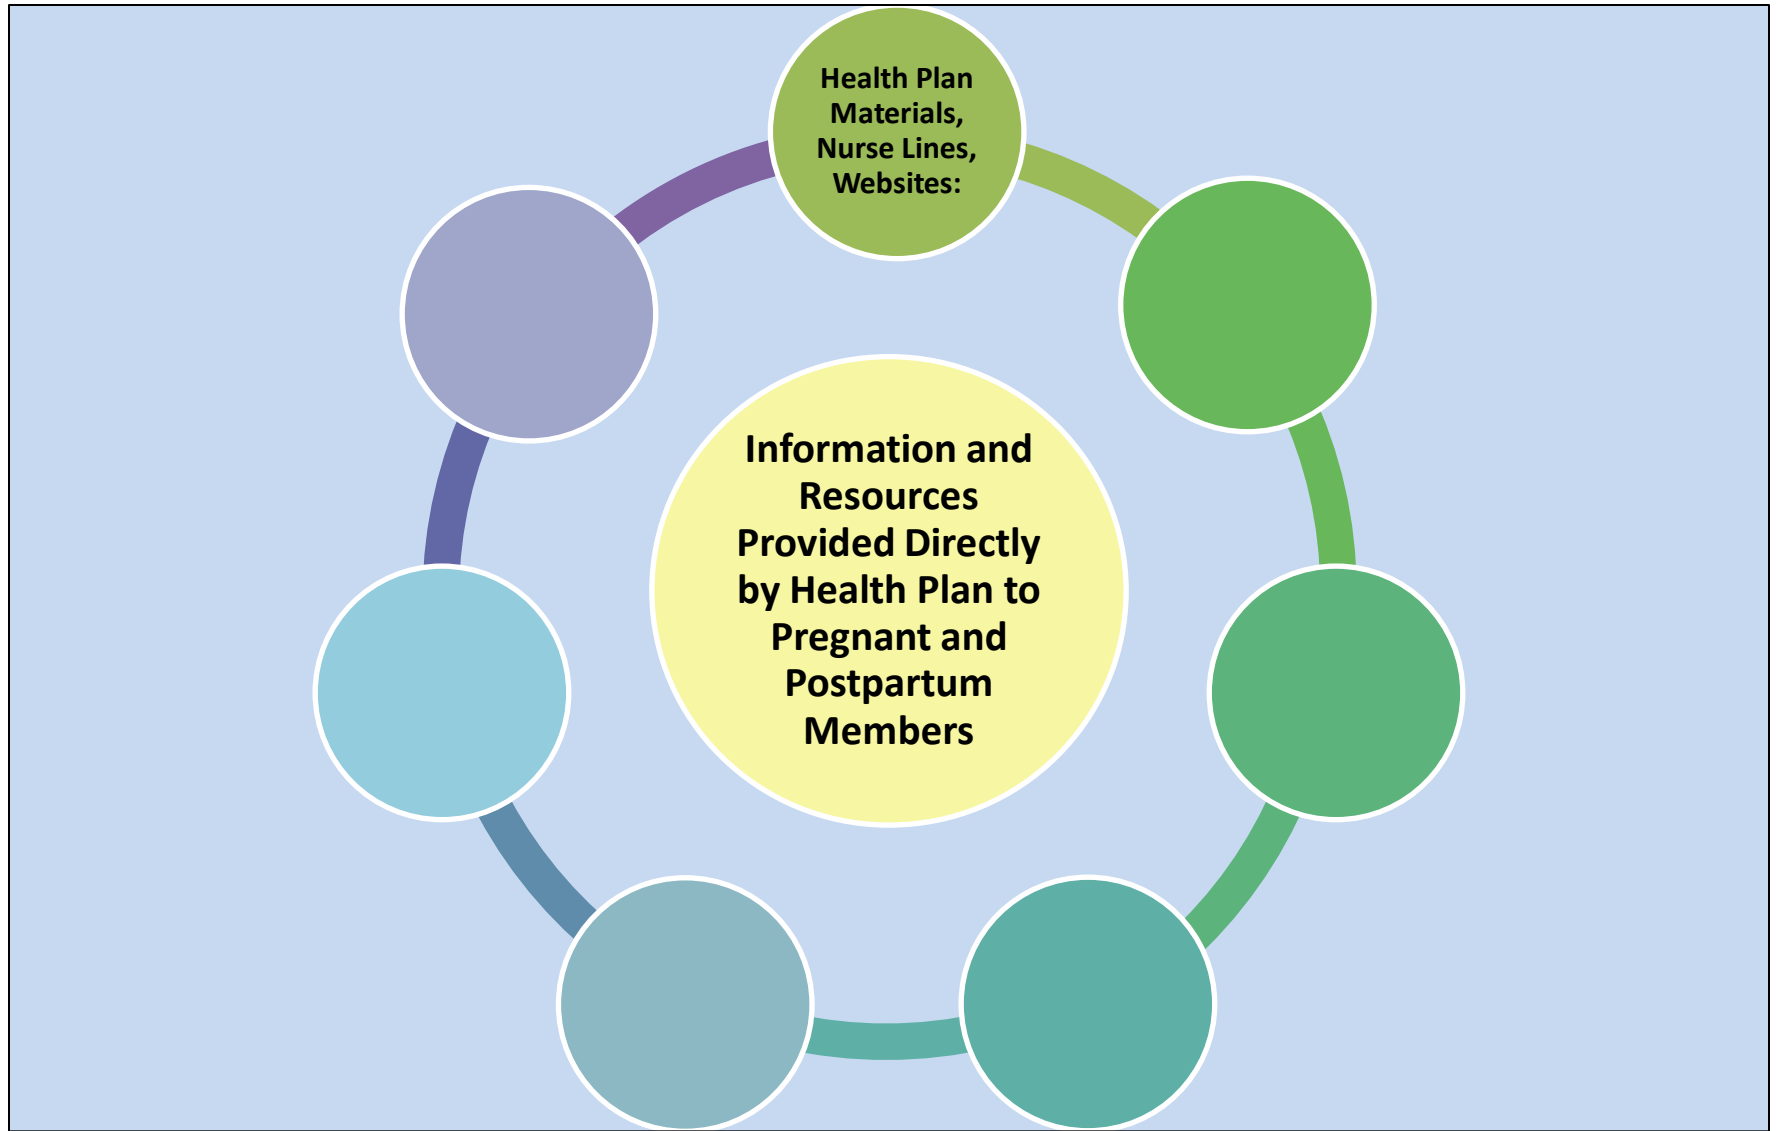 Health Plan
Materials,
Nurse Lines,
Websites:
Information and
Resources
Provided Directly
by Health Plan to
Pregnant and
Postpartum
Members